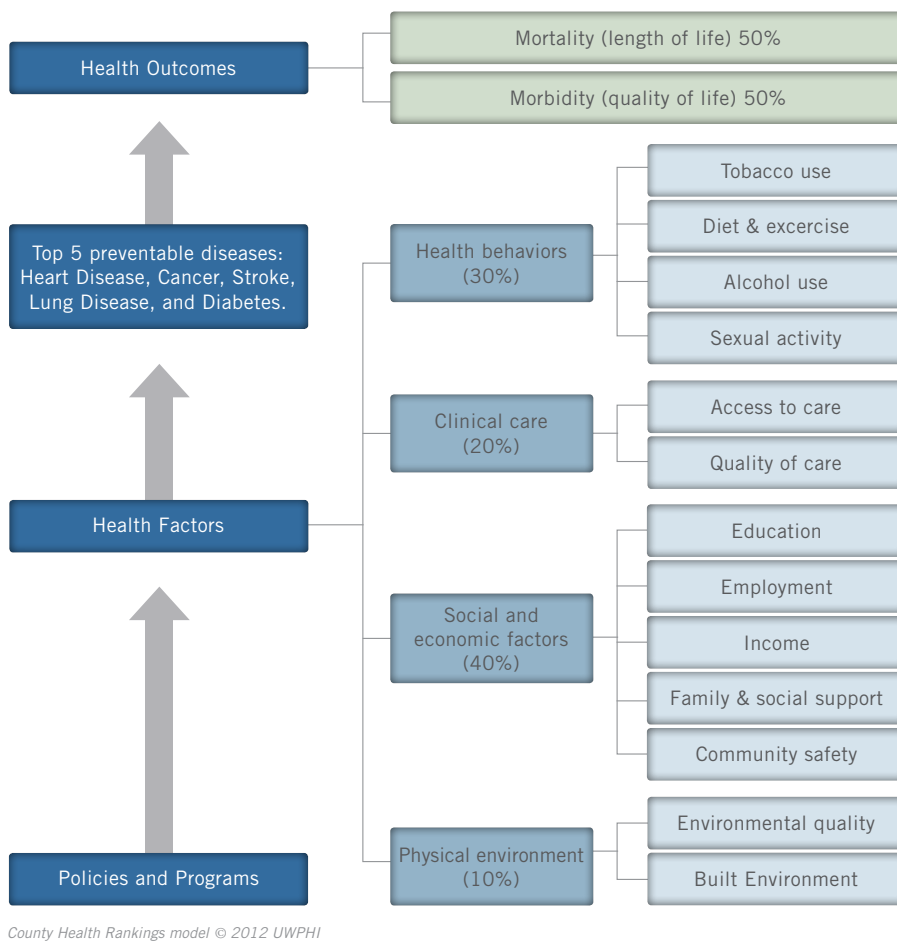 Health Outcomes
Mortality (length of life) 50%
Morbidity (quality of life) 50%
Top 5 preventable diseases:
Heart Disease, Cancer, Stroke,
Lung Disease, and Diabetes.
Health Factors
Policies and Programs
Health behaviors
(30%)
Tobacco use
Diet & excercise
Alcohol use
Sexual activity
Clinical care
(20%)
Access to care
Quality of care
Social and
economic factors
(40%)
Education
Employment
Income
Family & social support
Community safety
Physical environment
(10%)
Environmental quality
Built Environment
County Health Rankings model © 2012 UWPHI